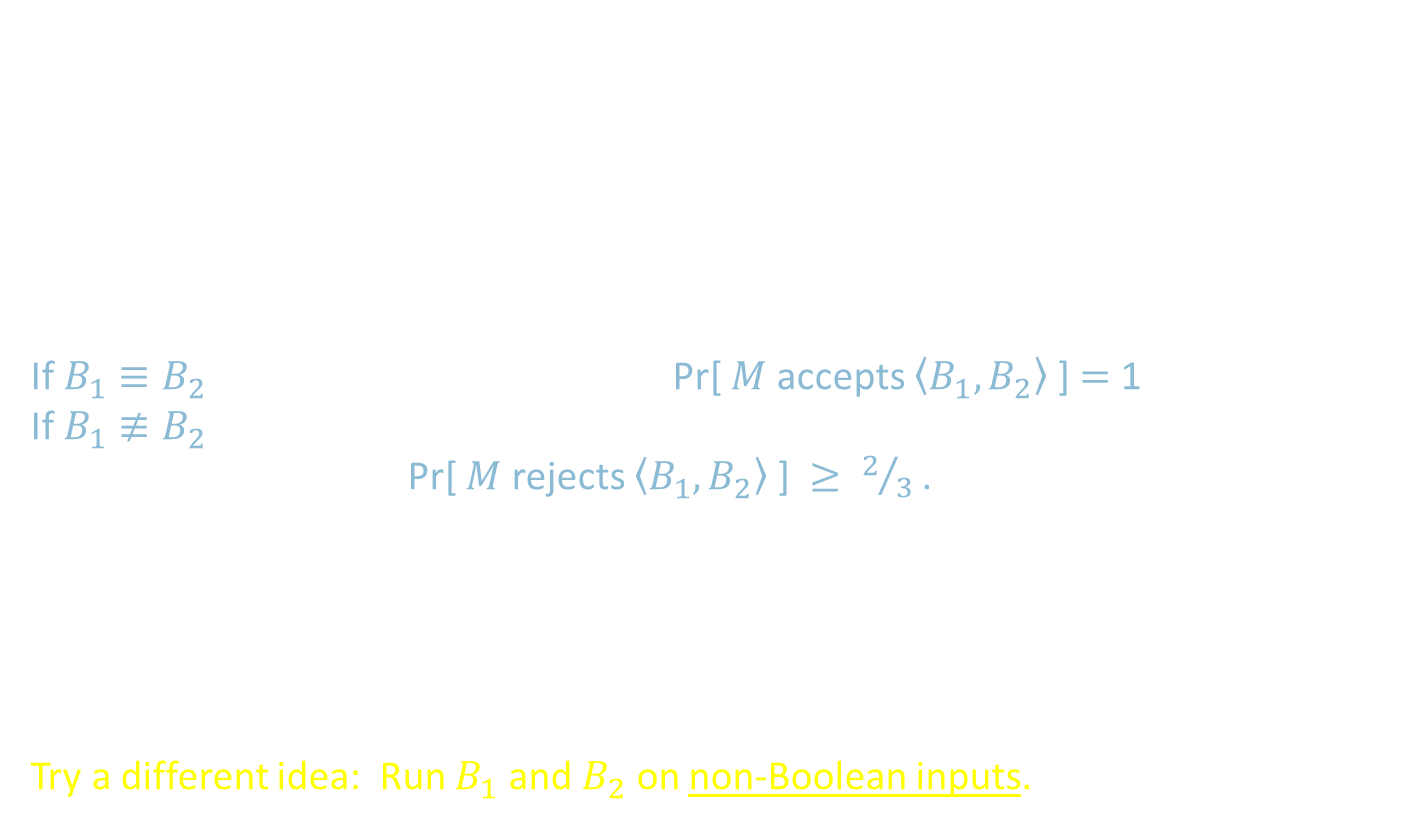 If B₁ ≡ B₂ Pr[ M accepts ⟨B₁, B₂⟩ ] = 1
If B₁ ≢ B₂
Pr[ M rejects ⟨B₁, B₂⟩ ] ≥ ²/₃ .
Try a different idea: Run B₁ and B₂ on non-Boolean inputs.